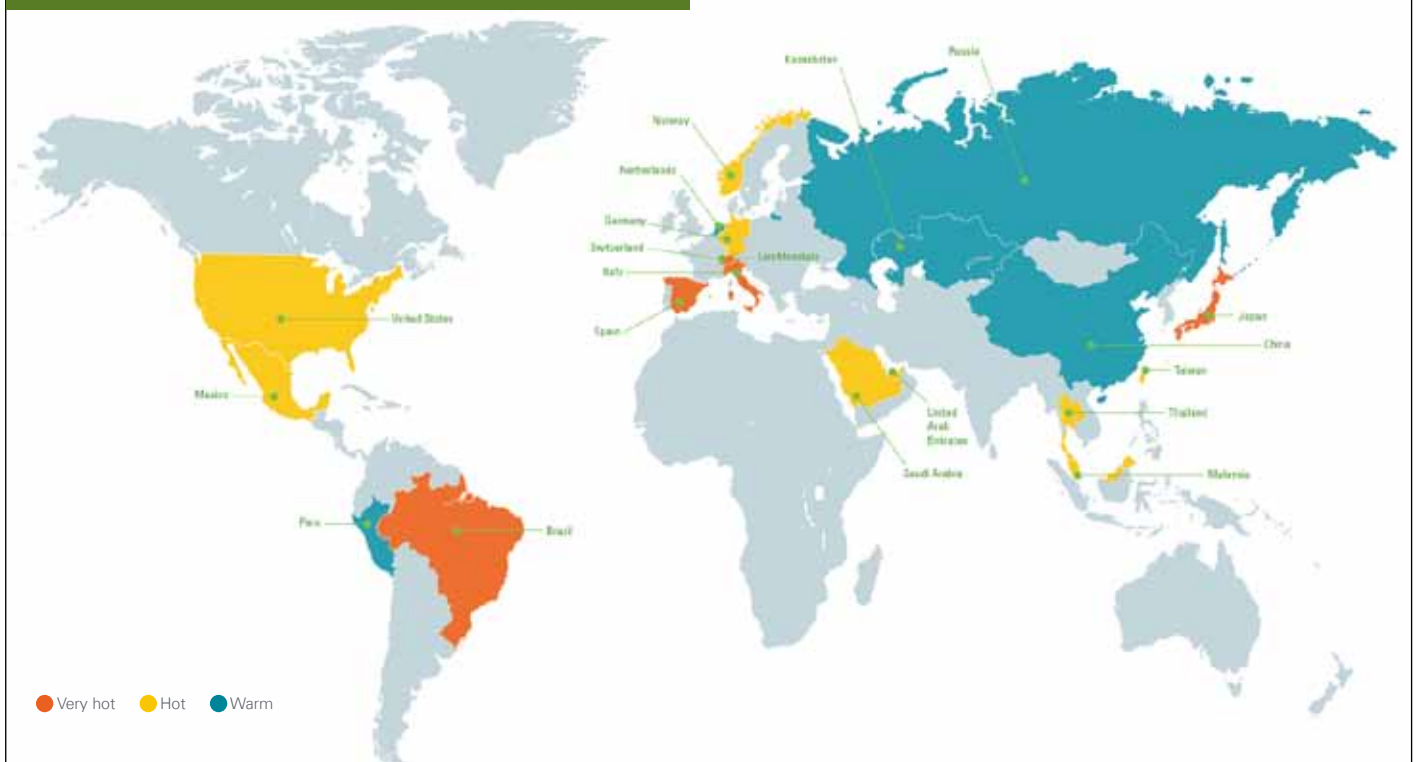 Kazakhstan
Russia
Norway
Netherlands
Germany
Switzerland
Liechtenstein
Italy
Spain
United States
Mexico
Japan
China
Taiwan
Thailand
United
Arab
Emirates
Saudi Arabia
Malaysia
Peru
Brazil
Very hot
Hot
Warm